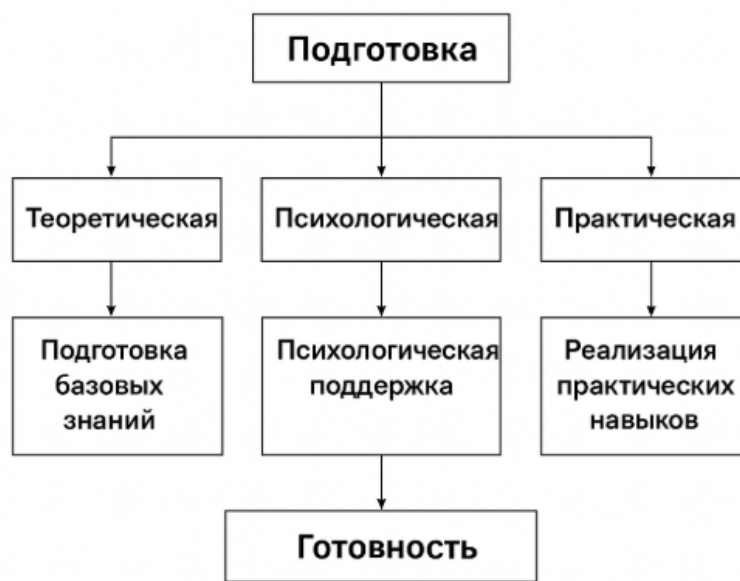 Подготовка
Теоретическая
Психологическая
Практическая
Подготовка
базовых
знаний
Психологическая
поддержка
Реализация
практических
навыков
Готовность